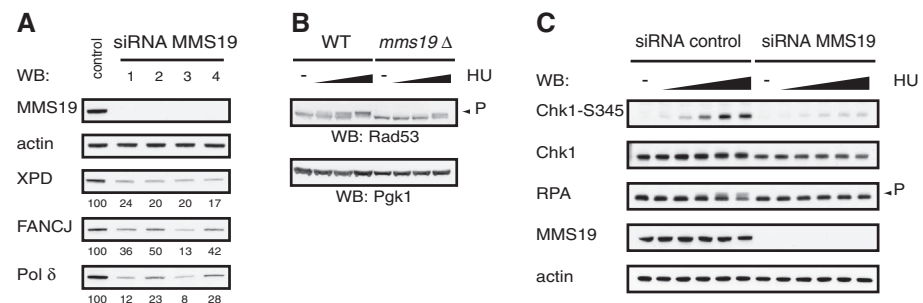 A
control
siRNA MMS19
WB: 1 2 3 4
MMS19
actin
XPD
100 24 20 20 17
FANCJ
100 36 50 13 42
Pol δ
100 12 23 8 28
B
WT mms19 Δ
- - HU
P
WB: Rad53
WB: Pgk1
C
siRNA control siRNA MMS19
WB: - - HU
Chk1-S345
Chk1
RPA P
MMS19
actin